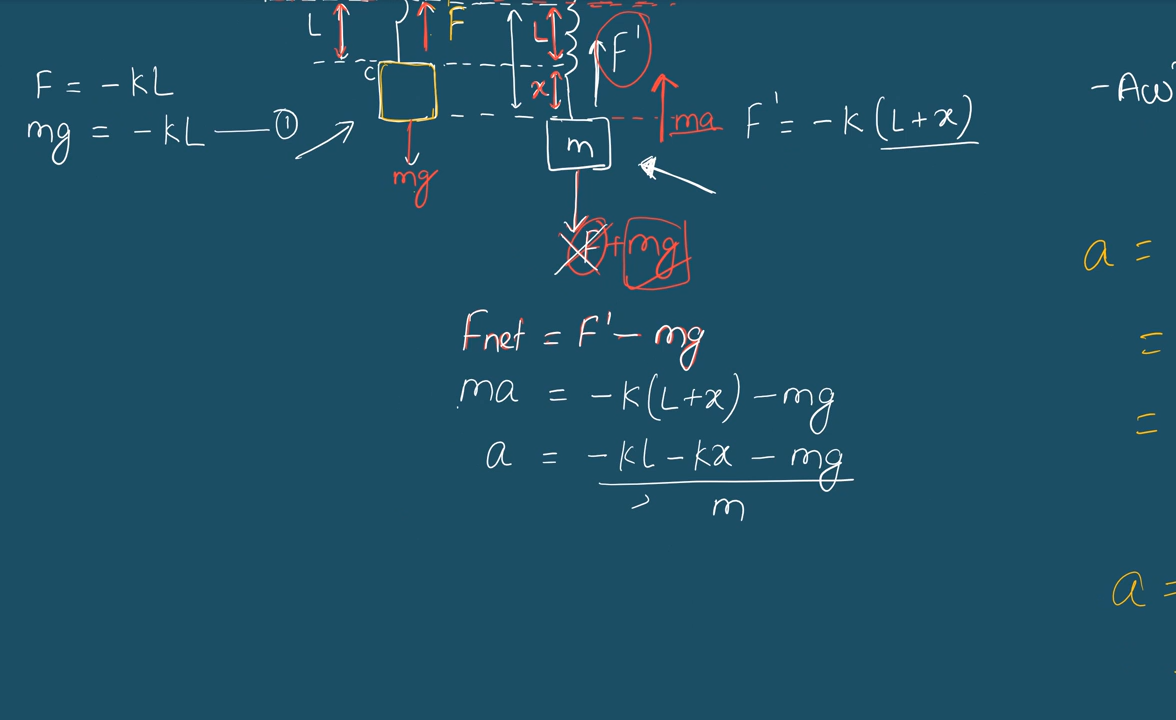 L F L F'
x
C
F = -kL
mg = -kL —— ①
ma F' = -k(L+x)
m
mg
F + mg
-Aω
a =
=
=
a =
Fnet = F' - mg
ma = -k(L+x) - mg
a = -kl - kx - mg
m